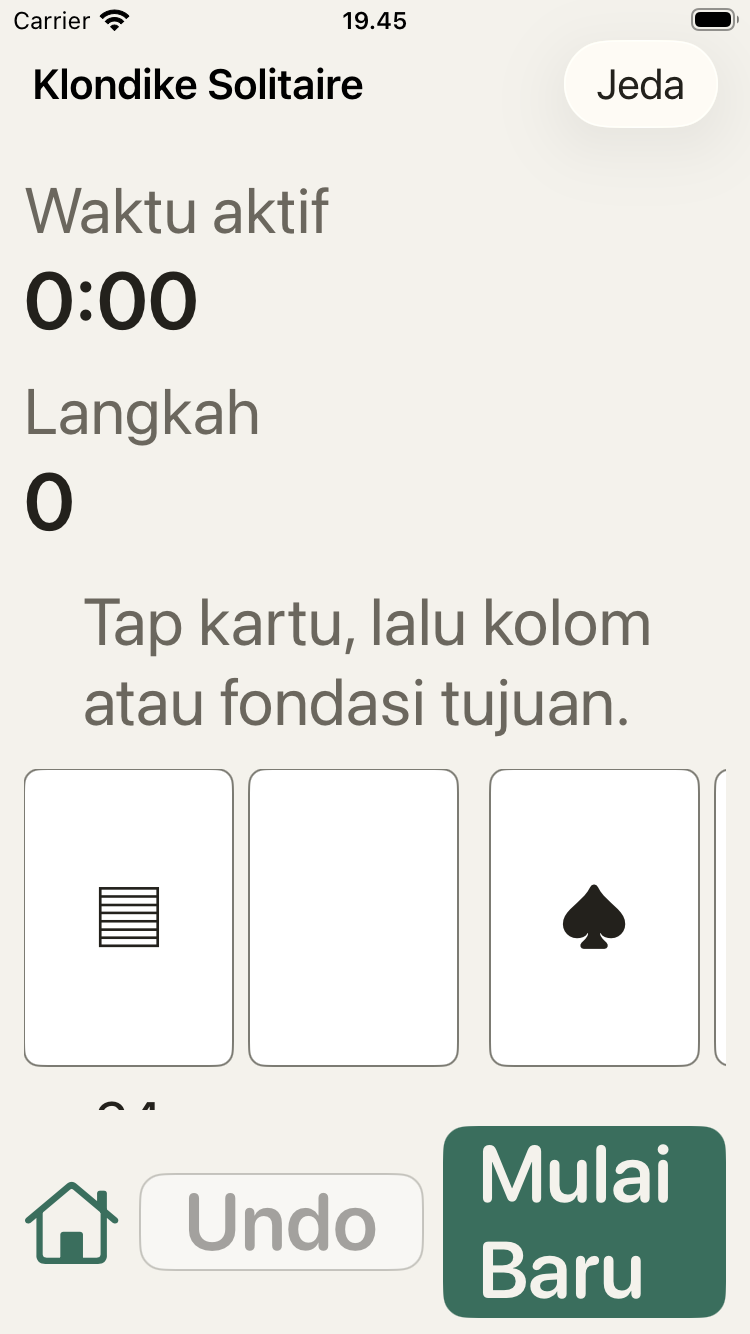 Carrier 19.45
Klondike Solitaire
Jeda
Waktu aktif
0:00
Langkah
0
Tap kartu, lalu kolom
atau fondasi tujuan.
Undo
Mulai
Baru